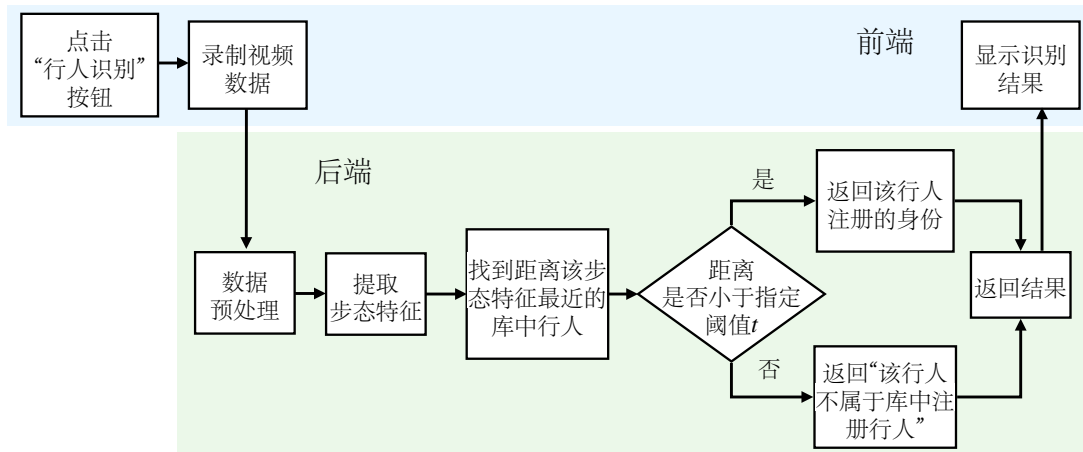 点击
“行人识别”
按钮
录制视频
数据
前端
显示识别
结果
后端
数据
预处理
提取
步态特征
找到距离该步
态特征最近的
库中行人
距离
是否小于指定
阈值t
是
返回该行人
注册的身份
否
返回“该行人
不属于库中注
册行人”
返回结果